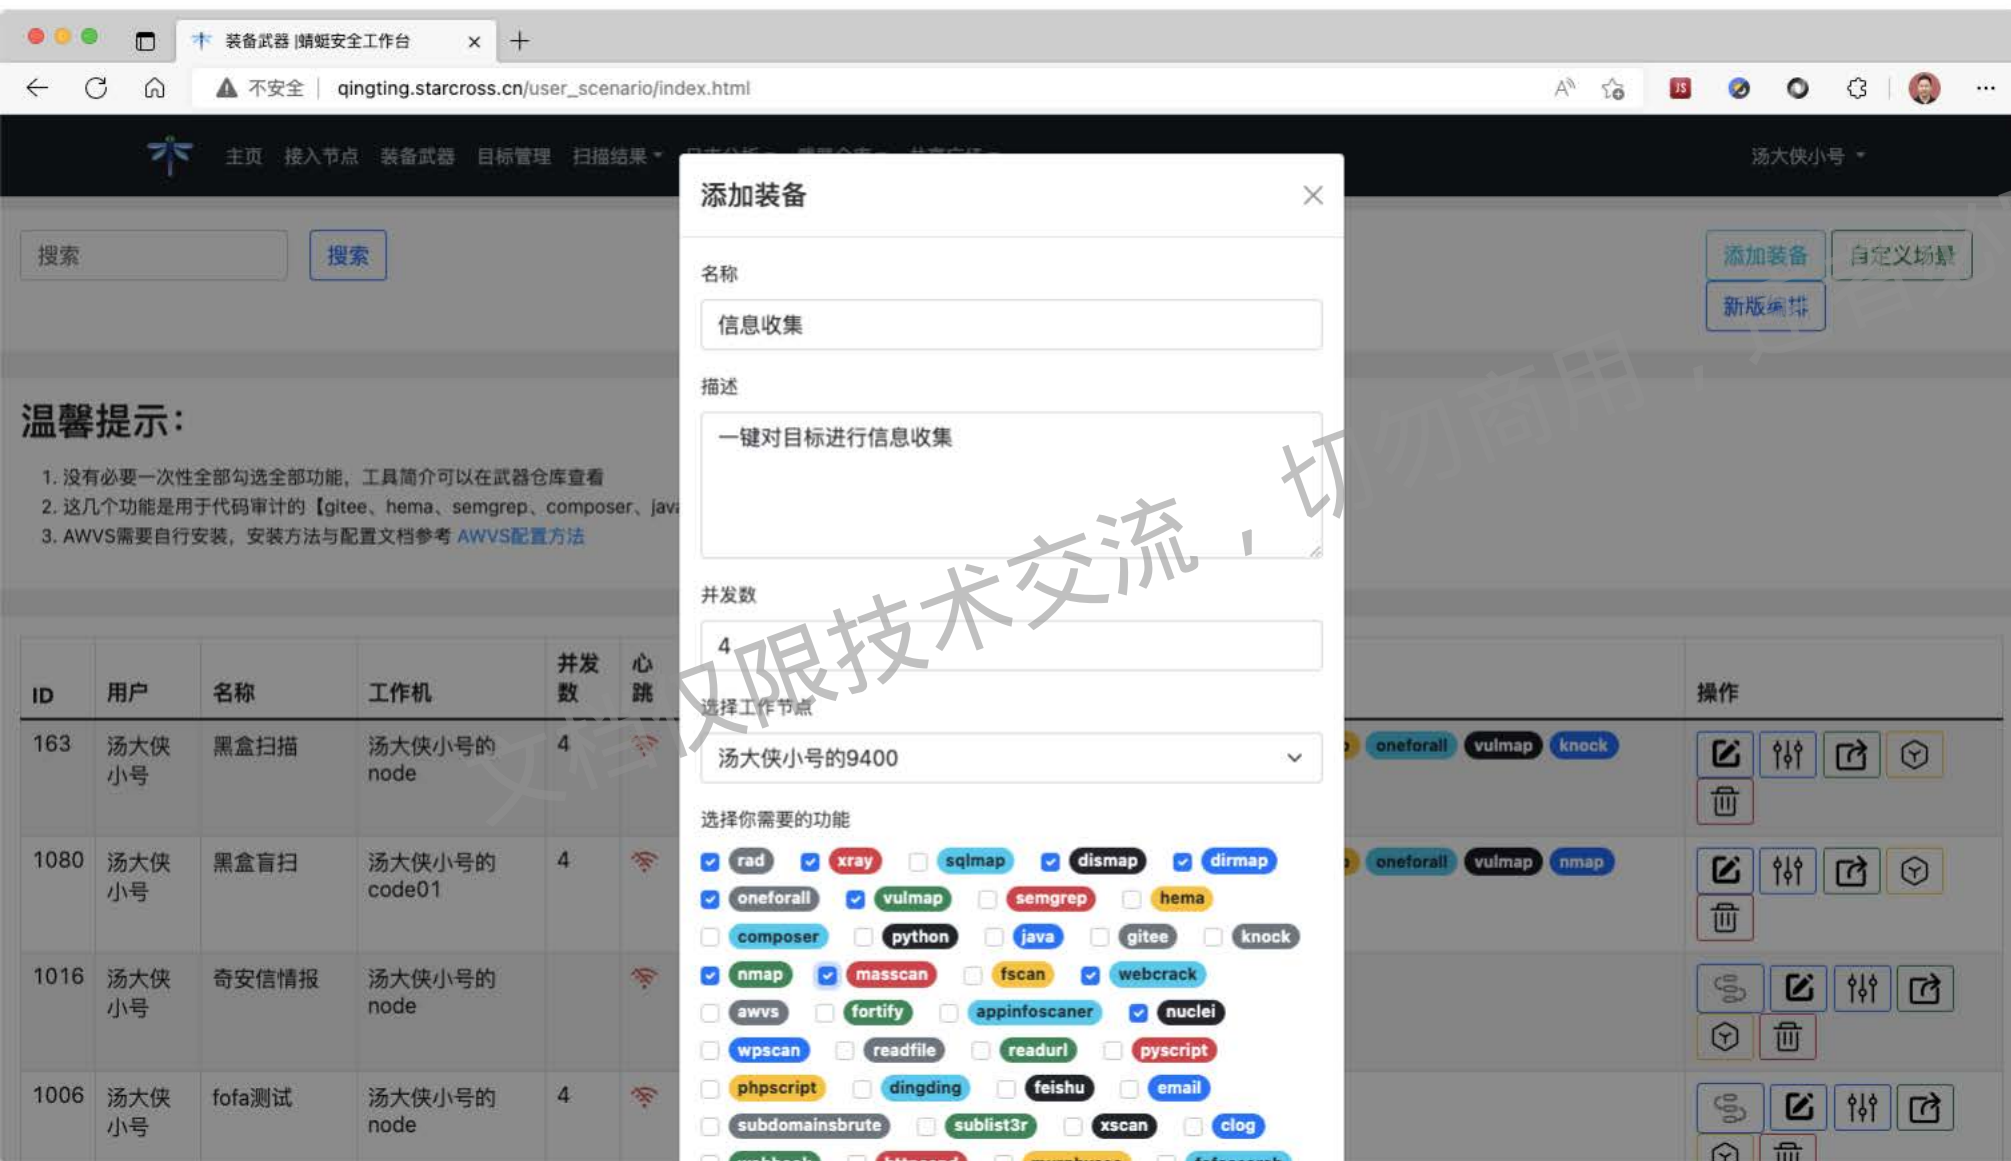 装备武器 |蜻蜓安全工作台
不安全 qingting.starcross.cn/user_scenario/index.html
主页 接入节点 装备武器 目标管理 扫描结果
汤大侠小号
添加装备
搜索 搜索
添加装备 自定义场景
新版编排
名称
信息收集
描述
一键对目标进行信息收集
温馨提示：
1. 没有必要一次性全部勾选全部功能，工具简介可以在武器仓库查看
2. 这几个功能是用于代码审计的【gitee、hema、semgrep、composer、java
3. AWVS需要自行安装，安装方法与配置文档参考 AWVS配置方法
并发数
4
选择工作节点
汤大侠小号的9400
选择你需要的功能
rad xray sqlmap dismap dirmap
oneforall vulmap semgrep hema
composer python java gitee knock
nmap masscan fscan webcrack
awvs fortify appinfoscaner nuclei
wpscan readfile readurl pyscript
phpscript dingding feishu email
subdomainsbrute sublist3r xscan clog
ID 用户 名称 工作机 并发数 心跳 操作
163 汤大侠小号 黑盒扫描 汤大侠小号的node 4 oneforall vulmap knock
1080 汤大侠小号 黑盒盲扫 汤大侠小号的code01 4 oneforall vulmap nmap
1016 汤大侠小号 奇安信情报 汤大侠小号的node
1006 汤大侠小号 fofa测试 汤大侠小号的node 4
文档仅限技术交流，切勿商用，